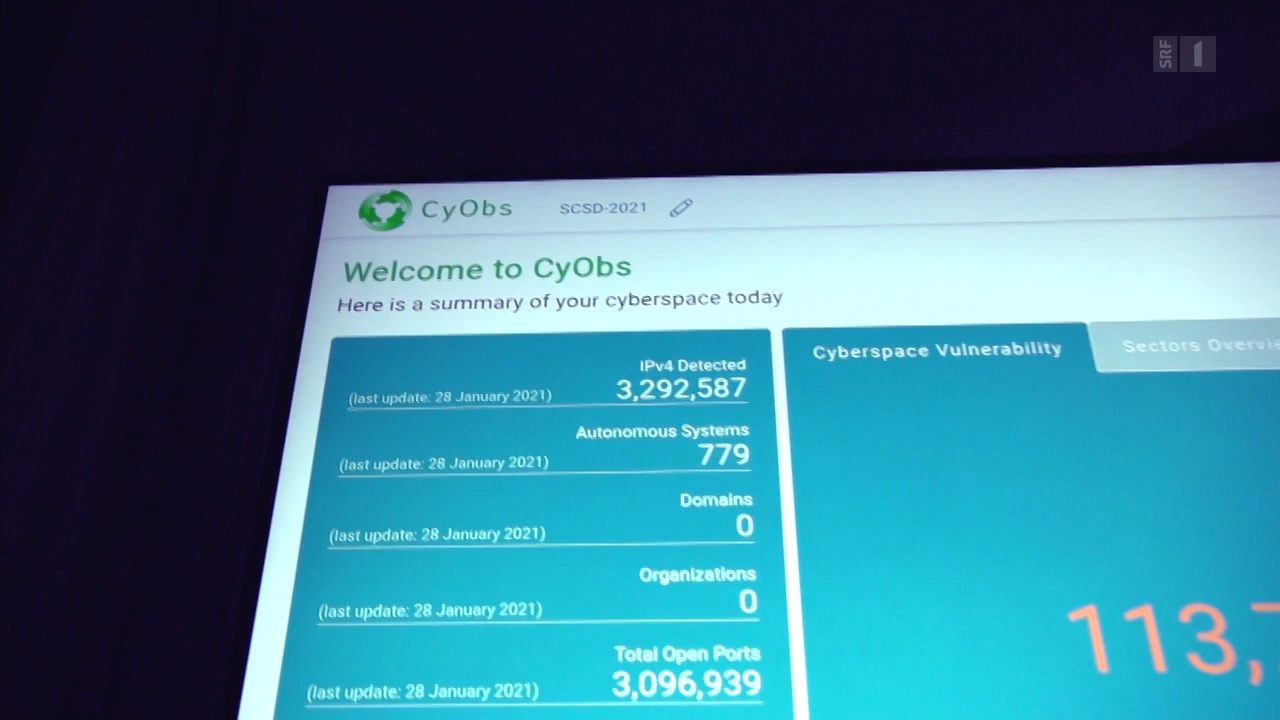 SRF 1
CyObs SCSD-2021
Welcome to CyObs
Here is a summary of your cyberspace today
IPv4 Detected
(last update: 28 January 2021) 3,292,587
Autonomous Systems
(last update: 28 January 2021) 779
Domains
(last update: 28 January 2021) 0
Organizations
(last update: 28 January 2021) 0
Total Open Ports
(last update: 28 January 2021) 3,096,939
Cyberspace Vulnerability
Sectors
113,